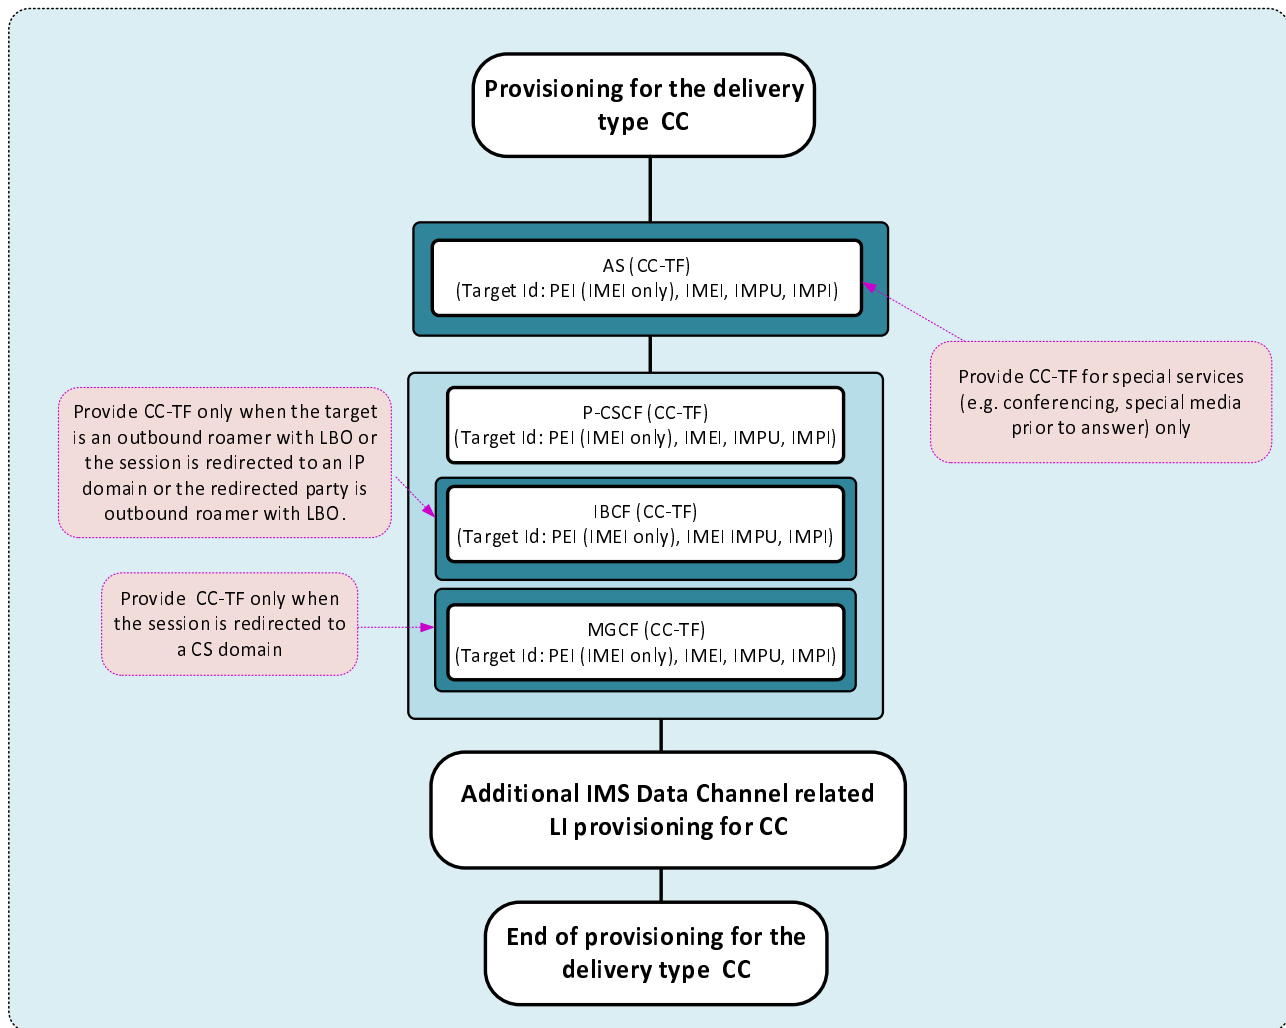 Provisioning for the delivery
type CC
AS (CC-TF)
(Target Id: PEI (IMEI only), IMEI, IMPU, IMPI)
Provide CC-TF for special services
(e.g. conferencing, special media
prior to answer) only
P-CSCF (CC-TF)
(Target Id: PEI (IMEI only), IMEI, IMPU, IMPI)
Provide CC-TF only when the target
is an outbound roamer with LBO or
the session is redirected to an IP
domain or the redirected party is
outbound roamer with LBO.
IBCF (CC-TF)
(Target Id: PEI (IMEI only), IMEI IMPU, IMPI)
Provide CC-TF only when
the session is redirected to
a CS domain
MGCF (CC-TF)
(Target Id: PEI (IMEI only), IMEI, IMPU, IMPI)
Additional IMS Data Channel related
LI provisioning for CC
End of provisioning for the
delivery type CC